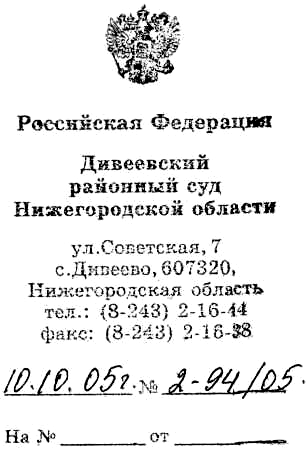 Российская Федерация
Дивеевский
районный суд
Нижегородской области
ул.Советская, 7
с.Дивеево, 607320,
Нижегородская область
тел.: (8-243) 2-16-44
факс: (8-243) 2-16-38
10.10.05г. № 2-94/05.
На № ________ от ________